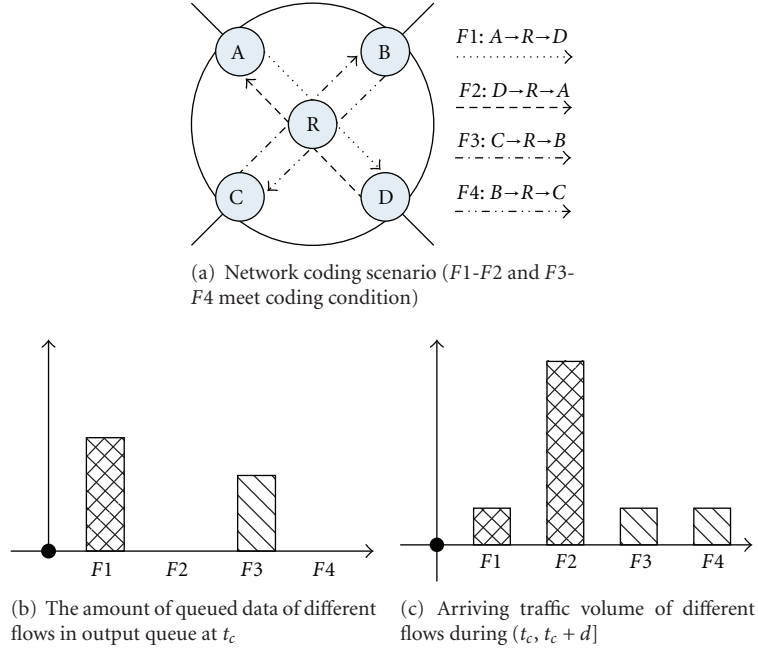 A
B
R
C
D
F1: A→R→D
F2: D→R→A
F3: C→R→B
F4: B→R→C
(a) Network coding scenario (F1-F2 and F3-
F4 meet coding condition)
F1 F2 F3 F4
(b) The amount of queued data of different
flows in output queue at tc
F1 F2 F3 F4
(c) Arriving traffic volume of different
flows during (tc, tc + d]